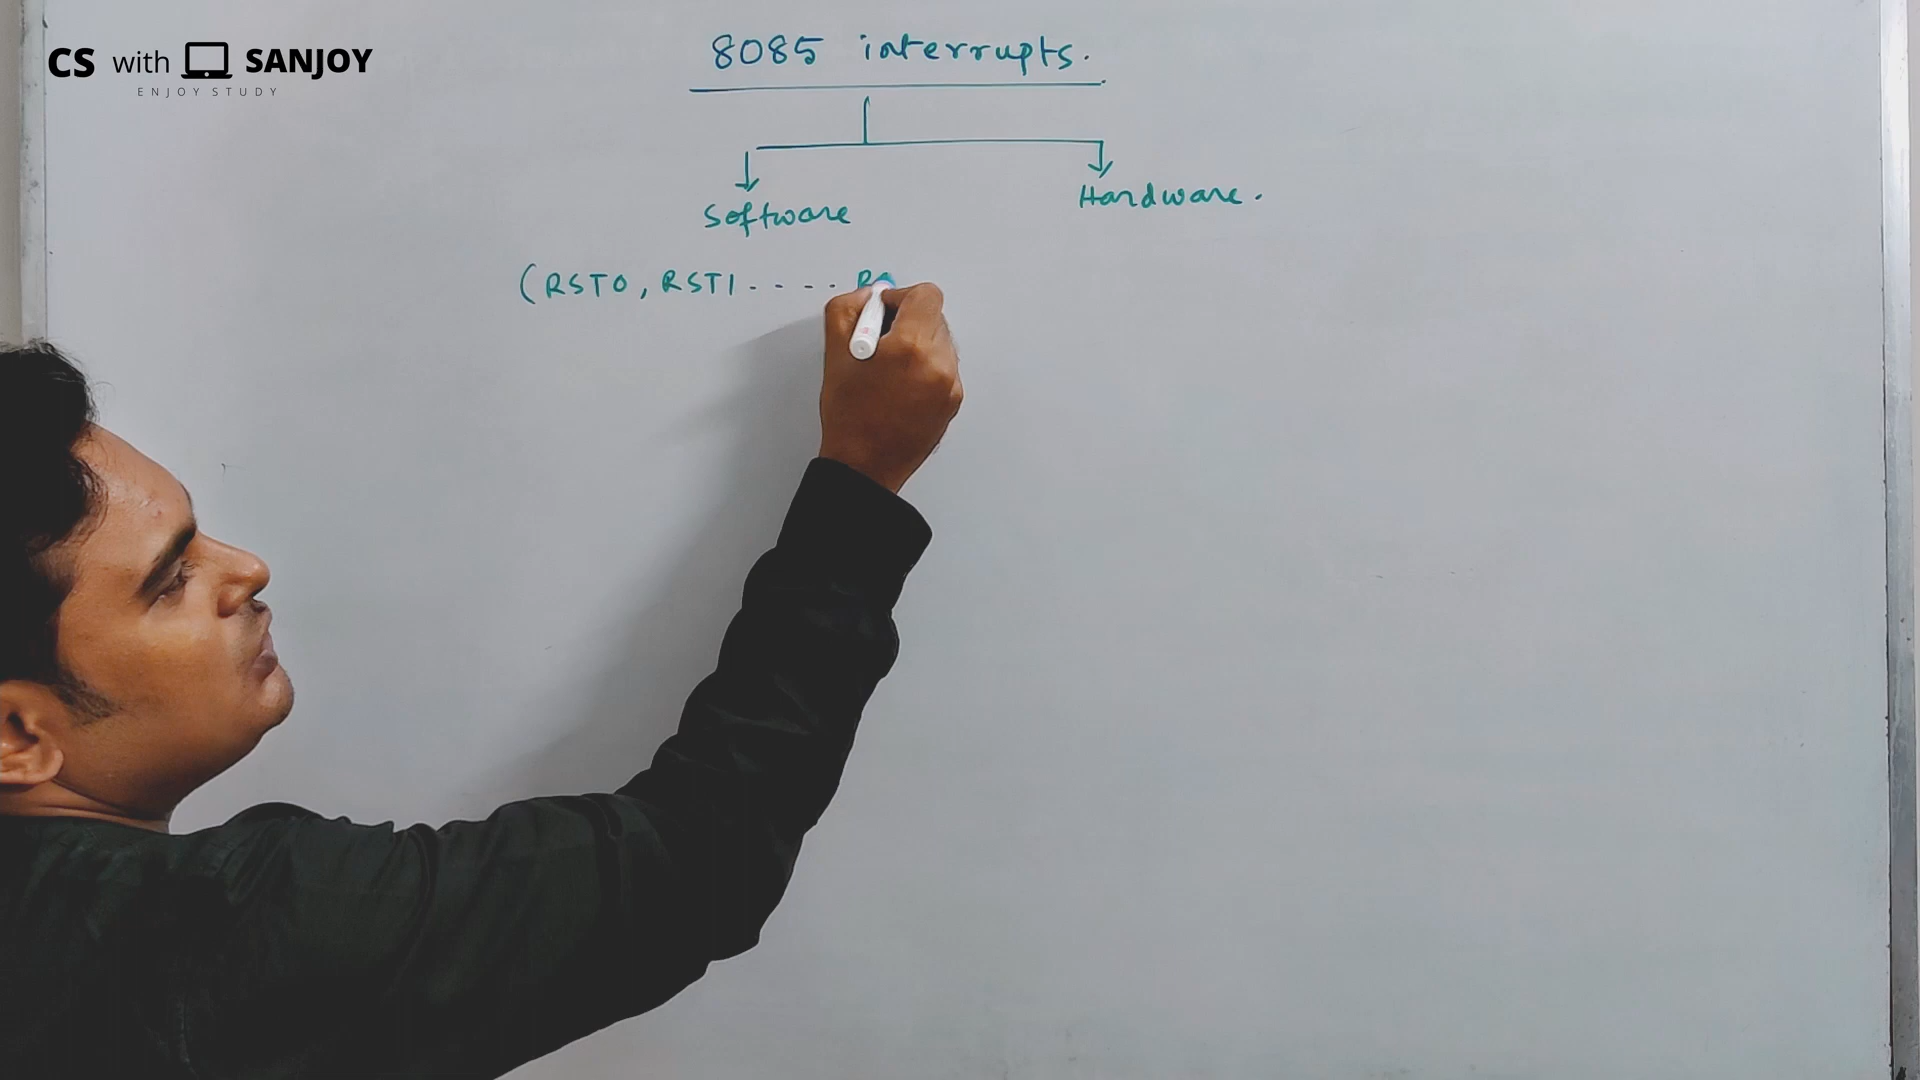 CS with SANJOY
ENJOY STUDY
8085 interrupts.
Software
Hardware.
(RST0, RST1 - - - -